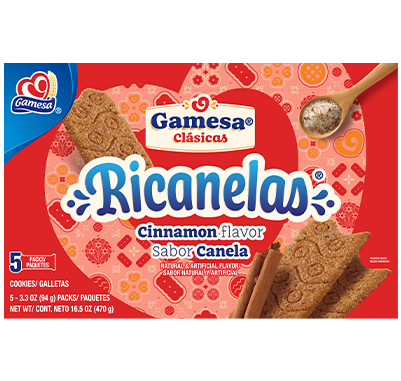 Gamesa®
Gamesa®
Clásicas
Ricanelas®
Cinnamon flavor
Sabor Canela
NATURAL & ARTIFICIAL FLAVOR
SABOR NATURAL Y ARTIFICIAL
5 PACKS/
PAQUETES
COOKIES/ GALLETAS
5 - 3.3 OZ (94 g) PACKS/ PAQUETES
NET WT/ CONT. NETO 16.5 OZ (470 g)